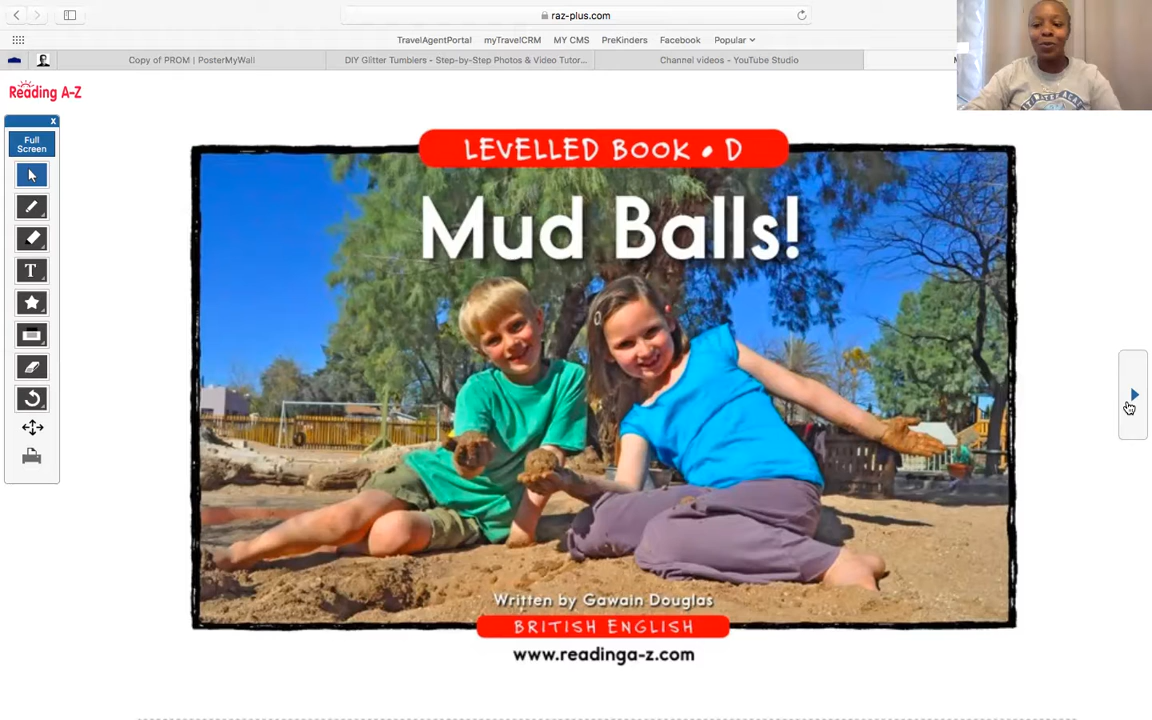 raz-plus.com
TravelAgentPortal myTravelCRM MY CMS PreKinders Facebook Popular
Copy of PROM | PosterMyWall DIY Glitter Tumblers - Step-by-Step Photos & Video Tutor... Channel videos - YouTube Studio
Reading A-Z
x
Full
Screen
T
LEVELLED BOOK • D
Mud Balls!
Written by Gawain Douglas
BRITISH ENGLISH
www.readinga-z.com